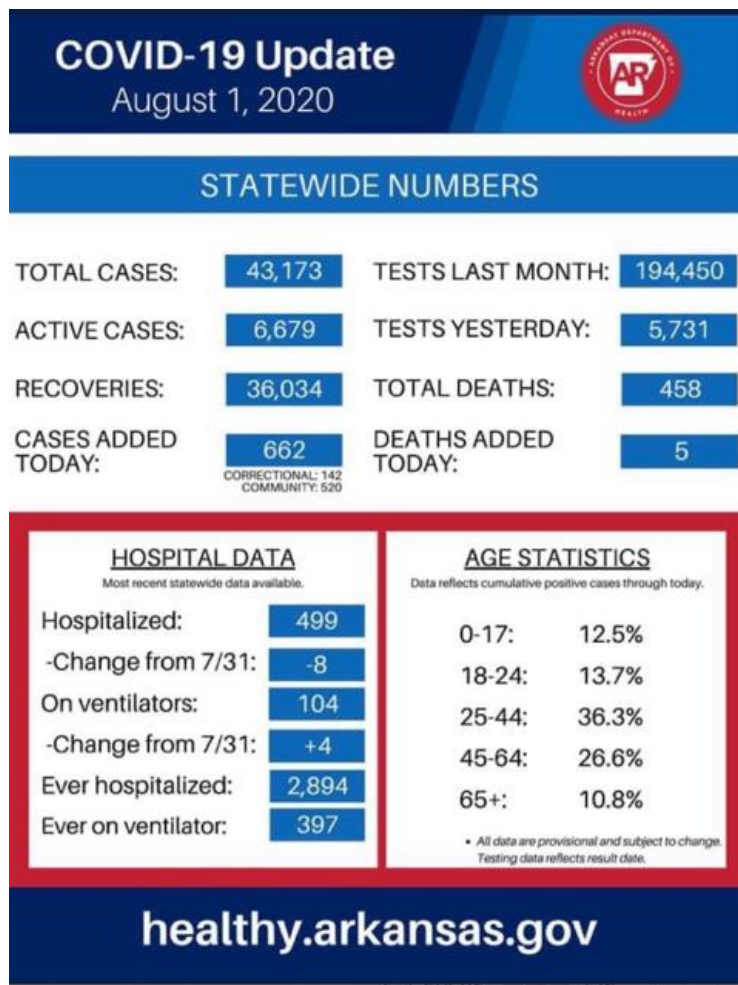 COVID-19 Update
August 1, 2020
ARKANSAS DEPARTMENT OF
AR
HEALTH
STATEWIDE NUMBERS
TOTAL CASES: 43,173
TESTS LAST MONTH: 194,450
ACTIVE CASES: 6,679
TESTS YESTERDAY: 5,731
RECOVERIES: 36,034
TOTAL DEATHS: 458
CASES ADDED
TODAY: 662
CORRECTIONAL: 142
COMMUNITY: 520
DEATHS ADDED
TODAY: 5
HOSPITAL DATA
Most recent statewide data available.
Hospitalized: 499
-Change from 7/31: -8
On ventilators: 104
-Change from 7/31: +4
Ever hospitalized: 2,894
Ever on ventilator: 397
AGE STATISTICS
Data reflects cumulative positive cases through today.
0-17: 12.5%
18-24: 13.7%
25-44: 36.3%
45-64: 26.6%
65+: 10.8%
• All data are provisional and subject to change.
Testing data reflects result date.
healthy.arkansas.gov